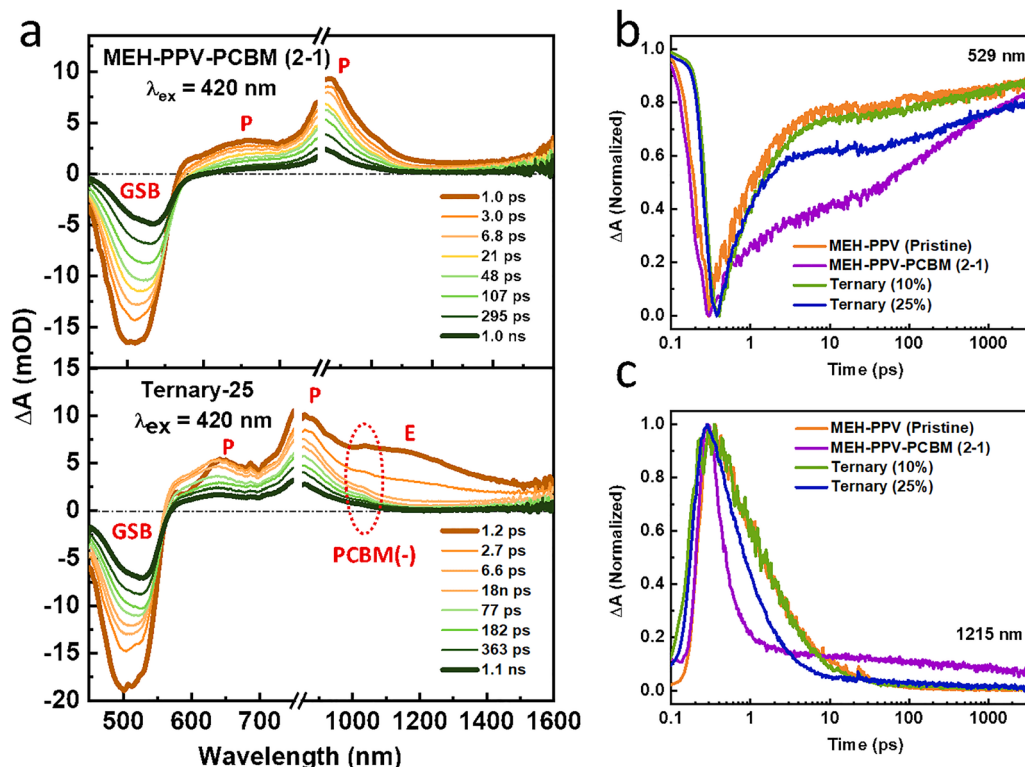 a
MEH-PPV-PCBM (2-1)
λex = 420 nm
P
P
GSB
1.0 ps
3.0 ps
6.8 ps
21 ps
48 ps
107 ps
295 ps
1.0 ns
10
5
0
-5
-10
15
Ternary-25
λex = 420 nm
P
P
E
GSB
PCBM(-)
1.2 ps
2.7 ps
6.6 ps
18n ps
77 ps
182 ps
363 ps
1.1 ns
10
5
0
-5
-10
-15
-20
ΔA (mOD)
500 600 700 1000 1200 1400 1600
Wavelength (nm)
b
529 nm
MEH-PPV (Pristine)
MEH-PPV-PCBM (2-1)
Ternary (10%)
Ternary (25%)
1.0
0.8
0.6
0.4
0.2
0.0
ΔA (Normalized)
0.1 1 10 100 1000
Time (ps)
c
MEH-PPV (Pristine)
MEH-PPV-PCBM (2-1)
Ternary (10%)
Ternary (25%)
1215 nm
1.0
0.8
0.6
0.4
0.2
0.0
ΔA (Normalized)
0.1 1 10 100 1000
Time (ps)